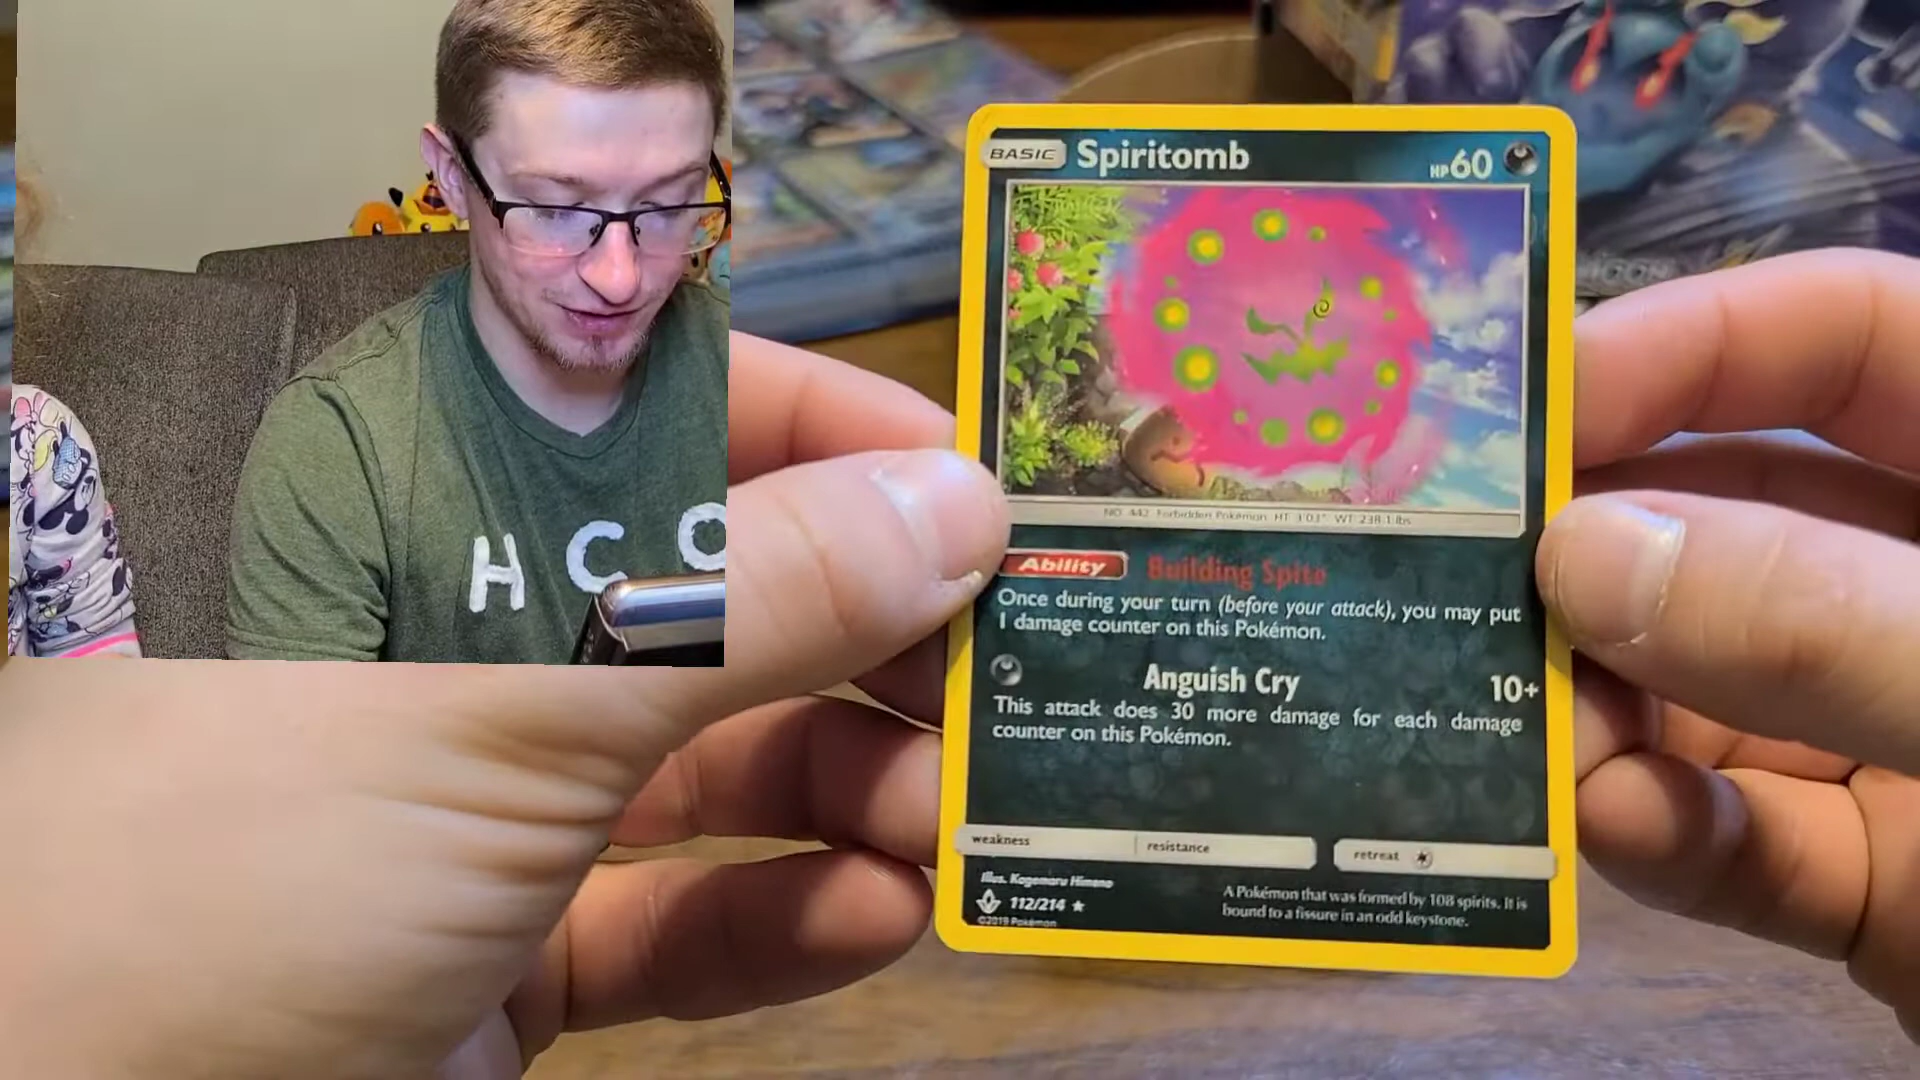 HCO
BASIC Spiritomb HP60
NO. 442 Forbidden Pokémon HT 3'03" WT 238.1 lbs
Ability Building Spite
Once during your turn (before your attack), you may put
1 damage counter on this Pokémon.
Anguish Cry 10+
This attack does 30 more damage for each damage
counter on this Pokémon.
weakness resistance retreat
Illus. Kagemaru Himeno
112/214
©2019 Pokémon
A Pokémon that was formed by 108 spirits. It is
bound to a fissure in an odd keystone.